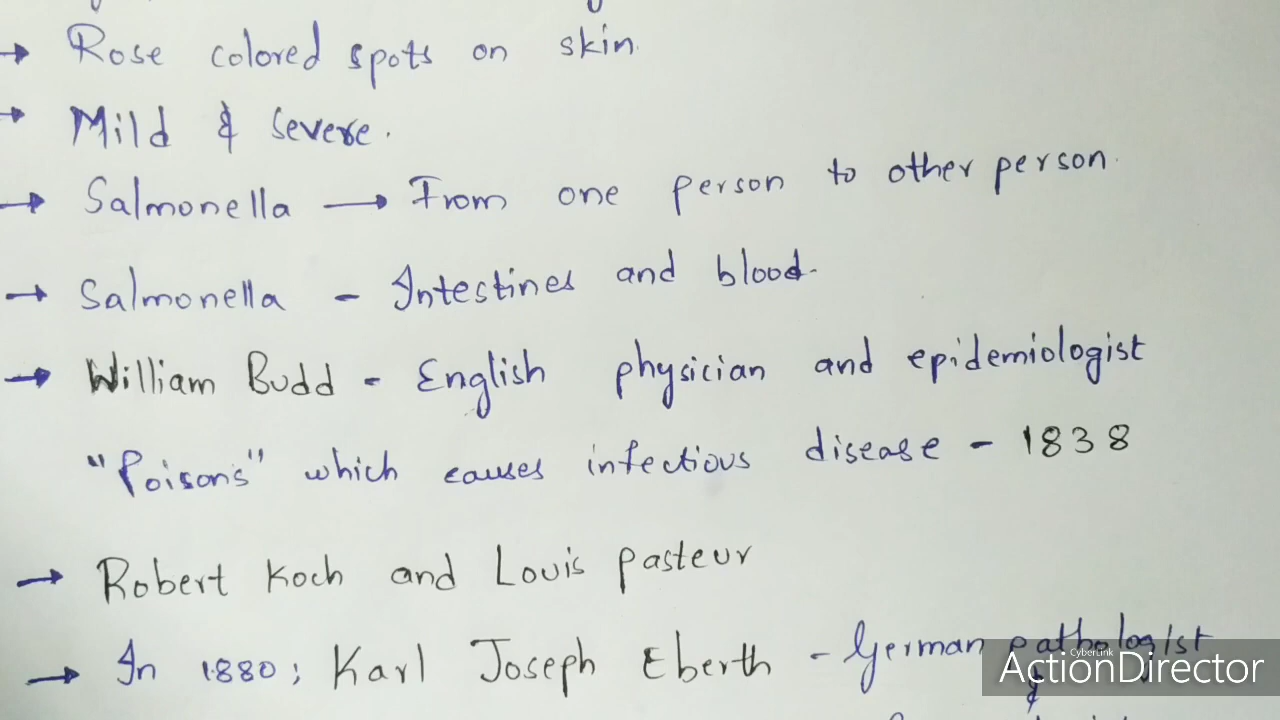 → Rose colored spots on skin.
→ Mild & severe.
→ Salmonella → From one person to other person.
→ Salmonella - Intestines and blood.
→ William Budd - English physician and epidemiologist
"Poisons" which causes infectious disease - 1838
→ Robert Koch and Louis pasteur
→ In 1880; Karl Joseph Eberth - German pathologist
&
CyberLink
ActionDirector